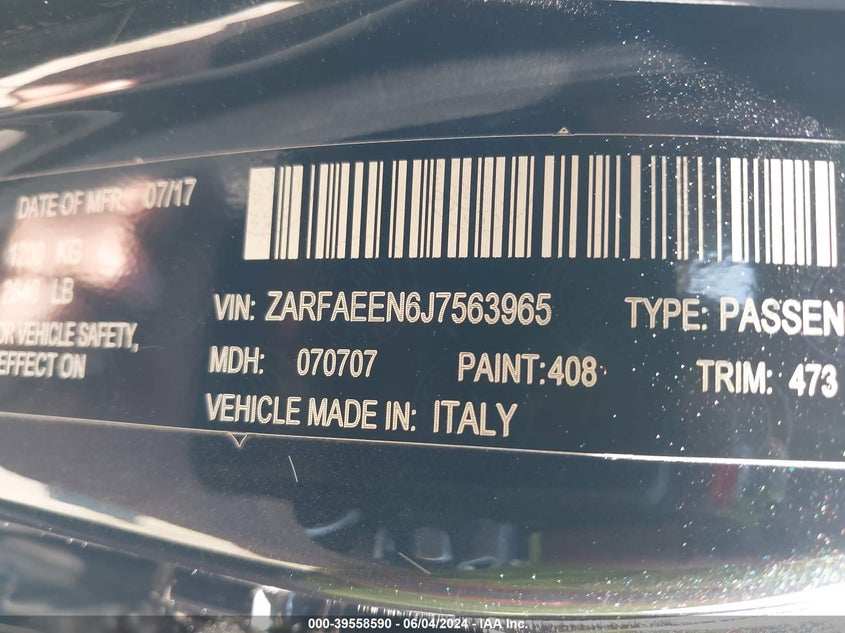 DATE OF MFR: 07/17
1200 KG
LB
VIN: ZARFAEEN6J7563965 TYPE: PASSEN
OR VEHICLE SAFETY,
EFFECT ON
MDH: 070707 PAINT:408 TRIM: 473
VEHICLE MADE IN: ITALY
000-39558590 - 06/04/2024 - IAA Inc.